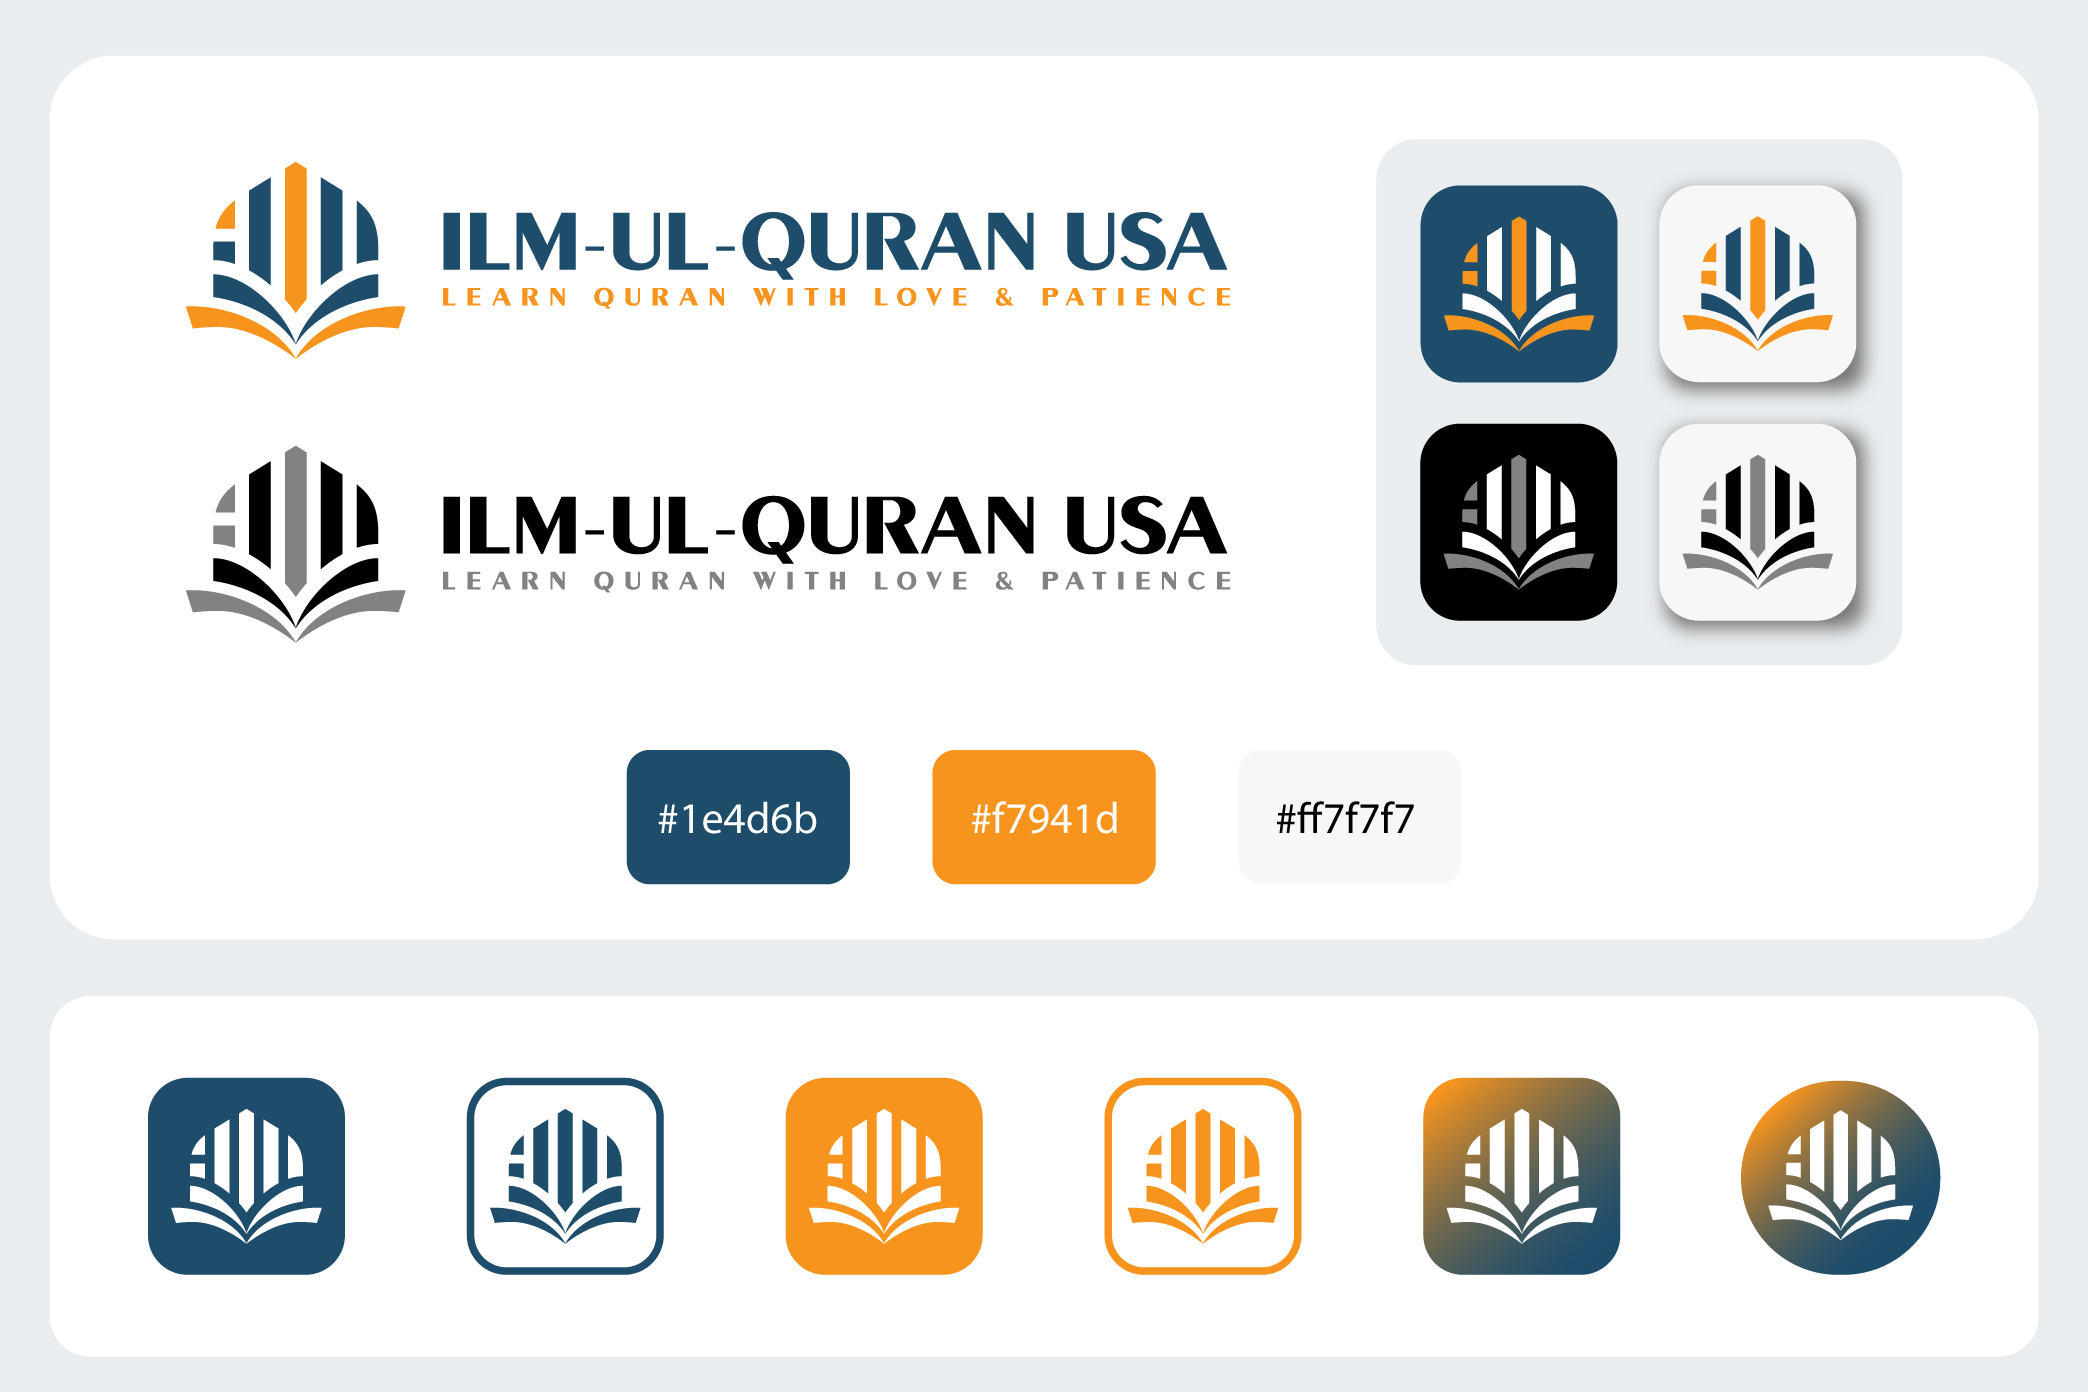 ILM-UL-QURAN USA
LEARN QURAN WITH LOVE & PATIENCE
ILM-UL-QURAN USA
LEARN QURAN WITH LOVE & PATIENCE
#1e4d6b
#f7941d
#ff7f7f7